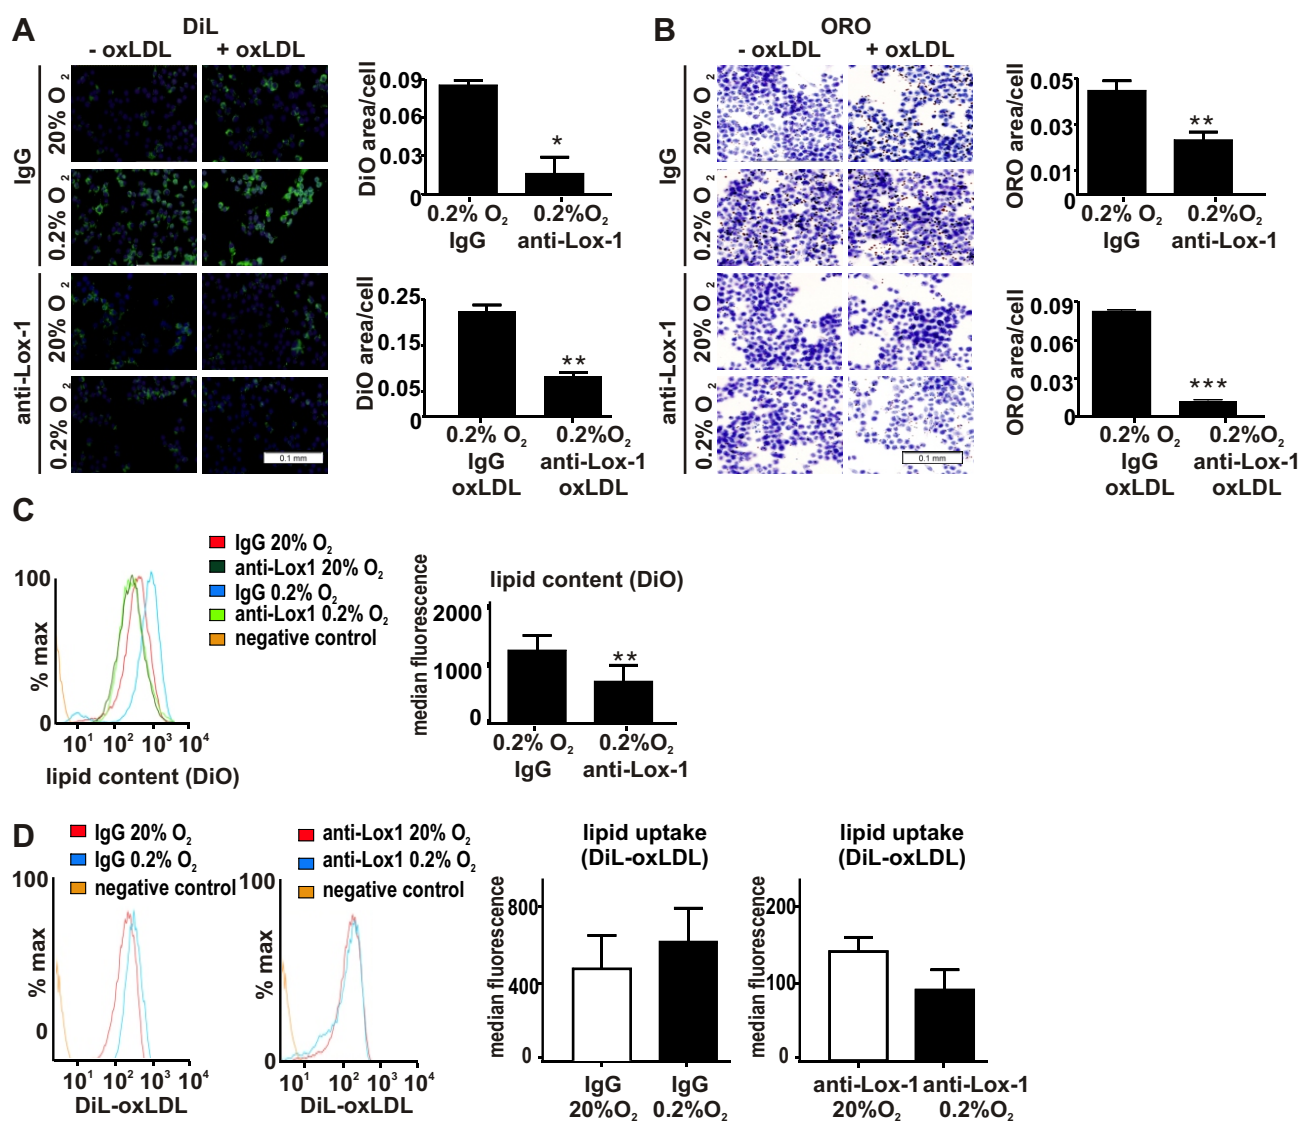 A
DiL
- oxLDL + oxLDL
IgG
20% O2
0.2% O2
anti-Lox-1
20% O2
0.2% O2
0.1 mm
DiO area/cell
0.09
0.06
0.03
0
*
0.2% O2 0.2%O2
IgG anti-Lox-1
DiO area/cell
0.25
0.15
0.05
0
**
0.2% O2 0.2%O2
IgG anti-Lox-1
oxLDL oxLDL
B
ORO
- oxLDL + oxLDL
IgG
20% O2
0.2% O2
anti-Lox-1
20% O2
0.2% O2
0.1 mm
ORO area/cell
0.05
0.03
0.01
0
**
0.2% O2 0.2%O2
IgG anti-Lox-1
ORO area/cell
0.09
0.06
0.03
0
***
0.2% O2 0.2%O2
IgG anti-Lox-1
oxLDL oxLDL
C
IgG 20% O2
anti-Lox1 20% O2
IgG 0.2% O2
anti-Lox1 0.2% O2
negative control
% max
100
0
101 102 103 104
lipid content (DiO)
lipid content (DiO)
median fluorescence
2000
1000
0
**
0.2% O2 0.2%O2
IgG anti-Lox-1
D
IgG 20% O2
IgG 0.2% O2
negative control
% max
100
0
101 102 103 104
DiL-oxLDL
anti-Lox1 20% O2
anti-Lox1 0.2% O2
negative control
% max
100
0
101 102 103 104
DiL-oxLDL
lipid uptake
(DiL-oxLDL)
median fluorescence
800
400
0
IgG IgG
20%O2 0.2%O2
lipid uptake
(DiL-oxLDL)
median fluorescence
200
100
0
anti-Lox-1 anti-Lox-1
20%O2 0.2%O2